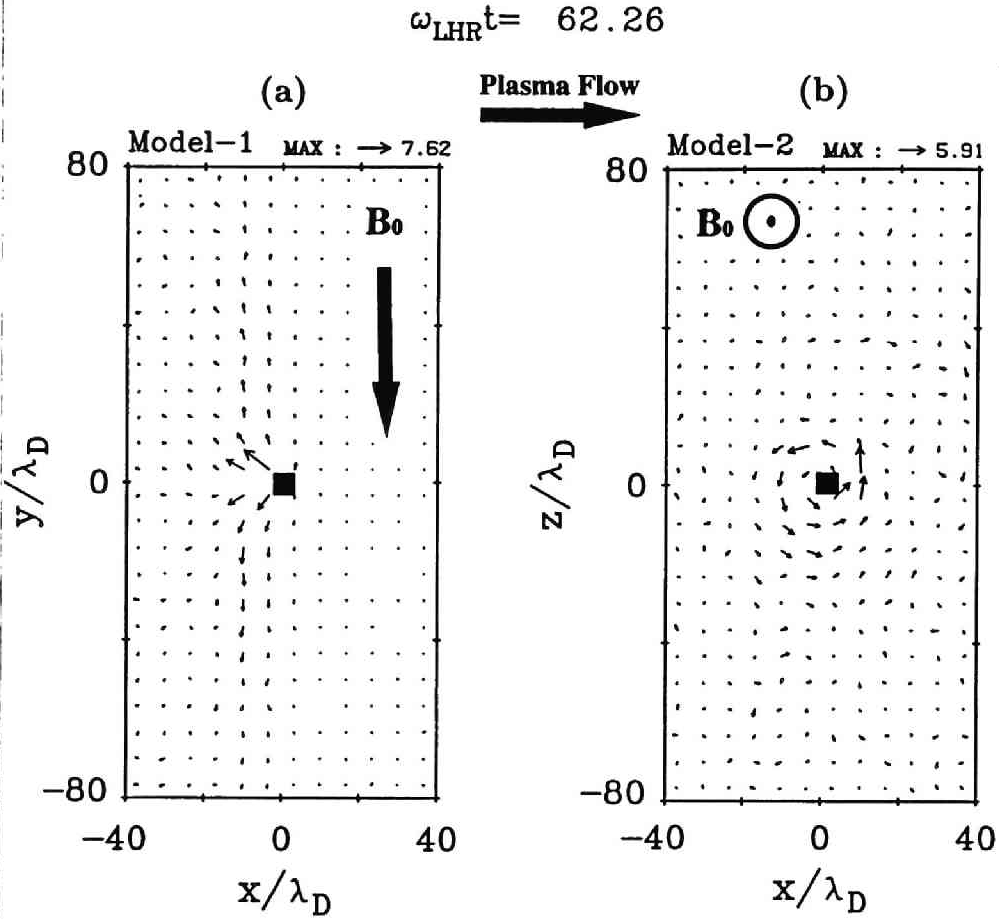 ω_LHR t= 62.26
(a)
Plasma Flow
(b)
Model-1 MAX : → 7.62
Model-2 MAX : → 5.91
80
B₀
0
-80
y/λ_D
-40 0 40
x/λ_D
80
B₀
0
-80
z/λ_D
-40 0 40
x/λ_D